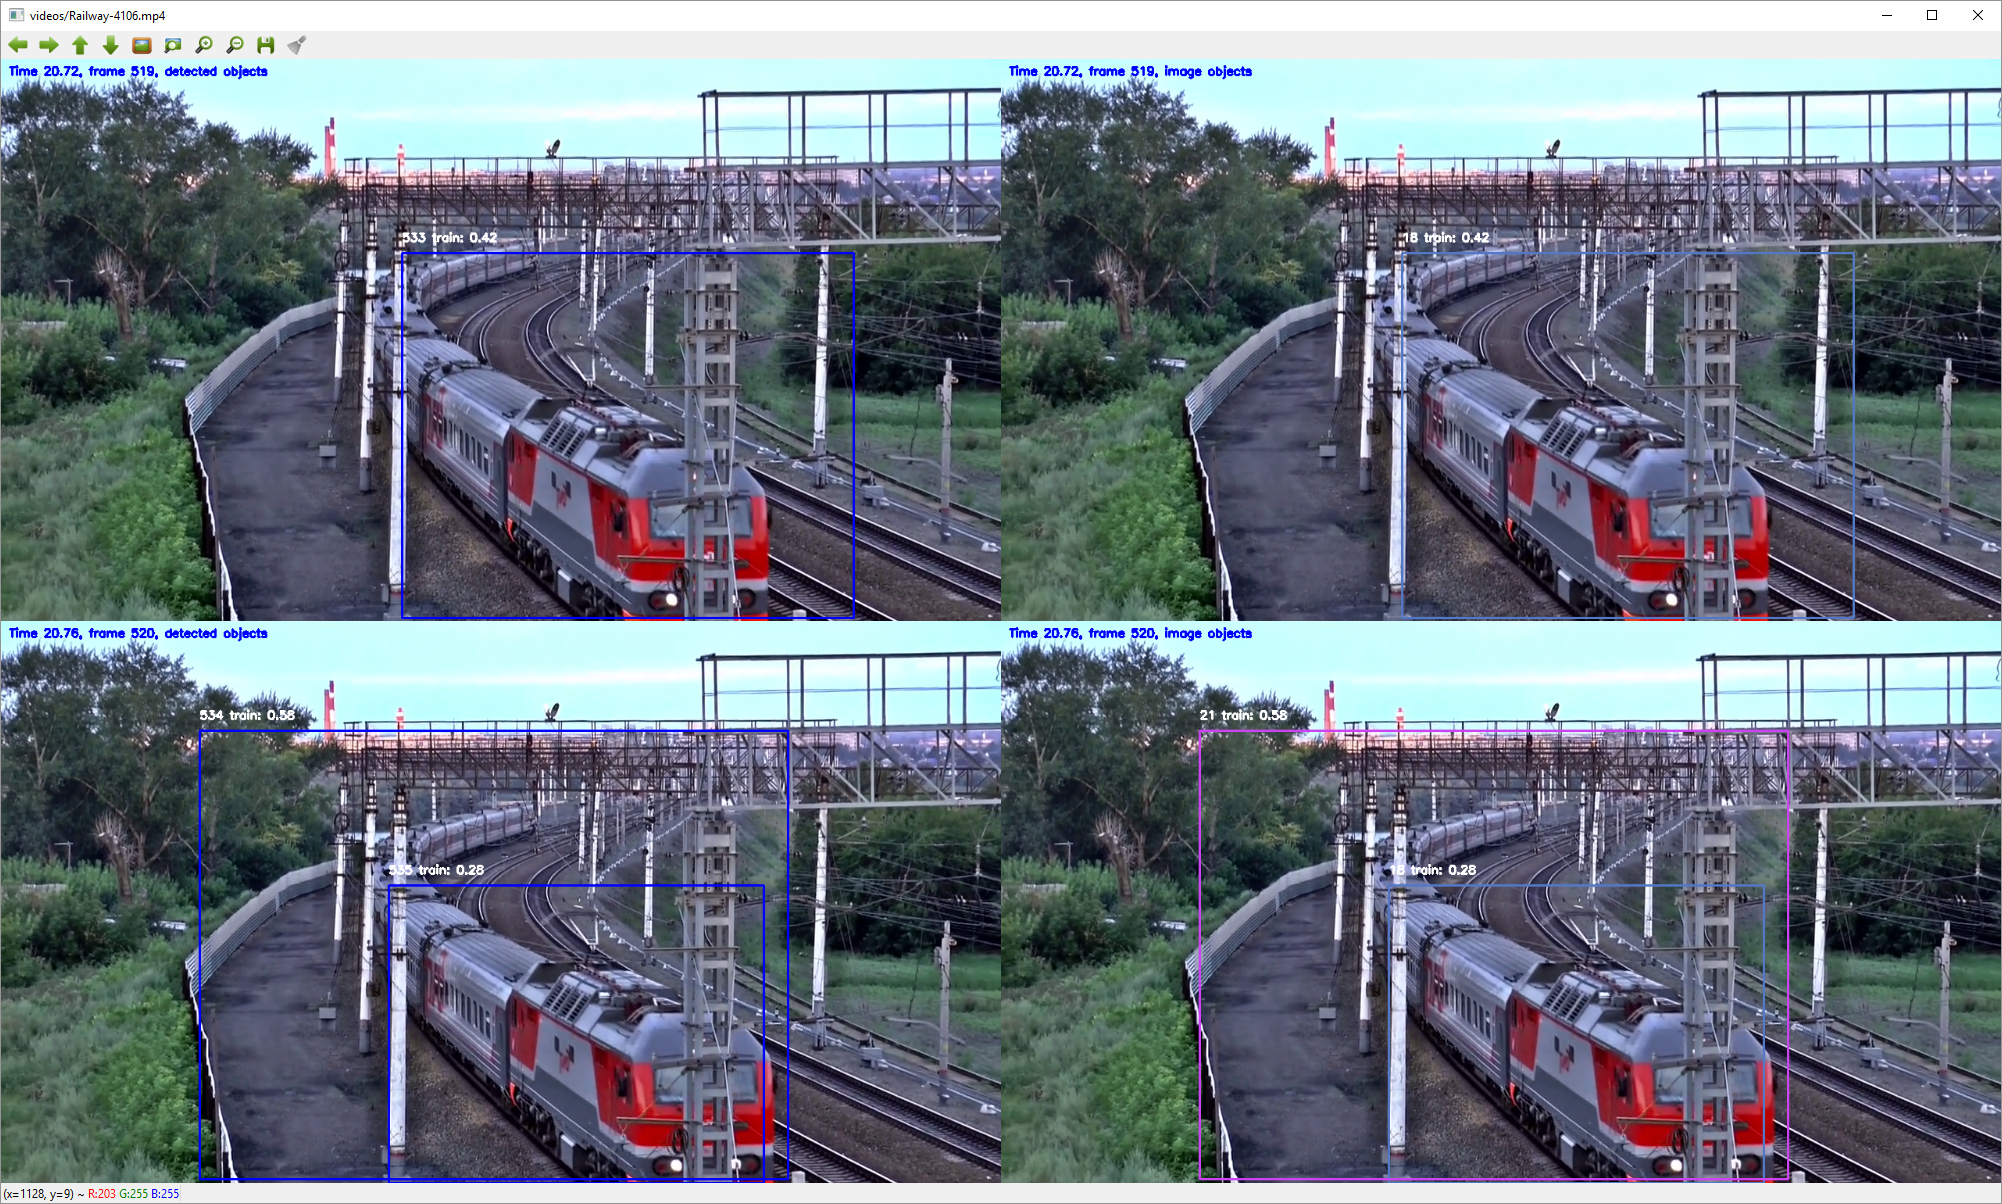 videos/Railway-4106.mp4
Time 20.72, frame 519, detected objects
Time 20.72, frame 519, image objects
533 train: 0.42
18 train: 0.42
Time 20.76, frame 520, detected objects
Time 20.76, frame 520, image objects
534 train: 0.58
21 train: 0.58
535 train: 0.28
18 train: 0.28
(x=1128, y=9) ~ R:203 G:255 B:255